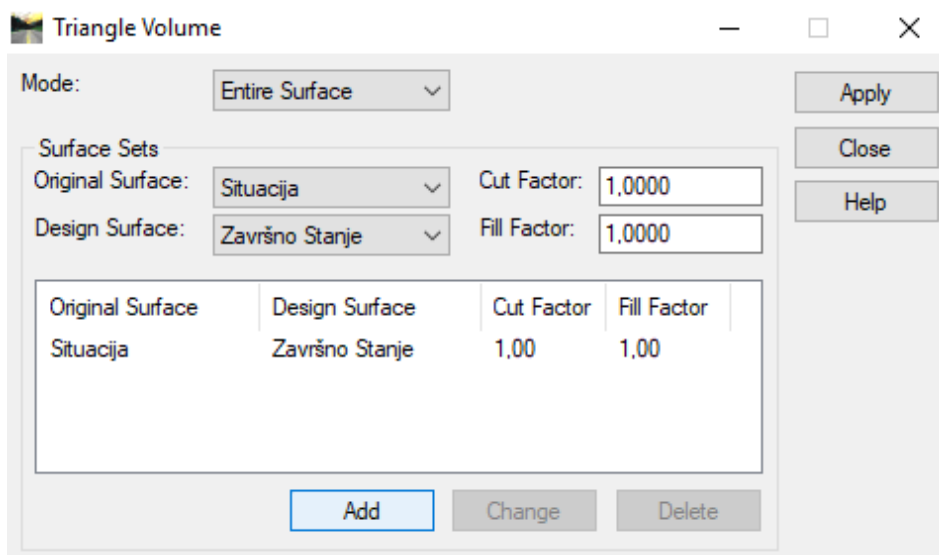 Triangle Volume
Mode: Entire Surface Apply
Surface Sets Close
Original Surface: Situacija Cut Factor: 1,0000 Help
Design Surface: Završno Stanje Fill Factor: 1,0000
Original Surface Design Surface Cut Factor Fill Factor
Situacija Završno Stanje 1,00 1,00
Add Change Delete